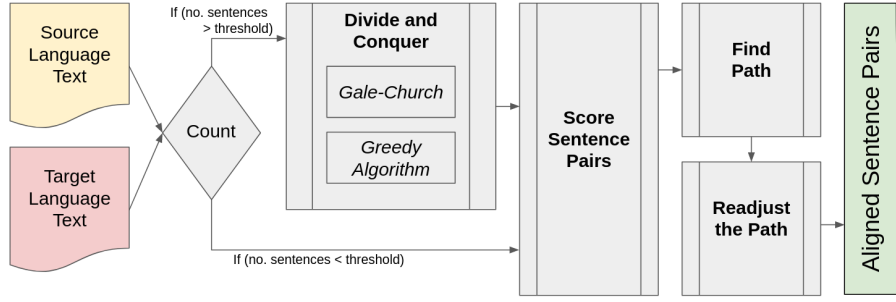 Source
Language
Text
Target
Language
Text
Count
If (no. sentences
> threshold)
If (no. sentences < threshold)
Divide and
Conquer
Gale-Church
Greedy
Algorithm
Score
Sentence
Pairs
Find
Path
Readjust
the Path
Aligned Sentence Pairs